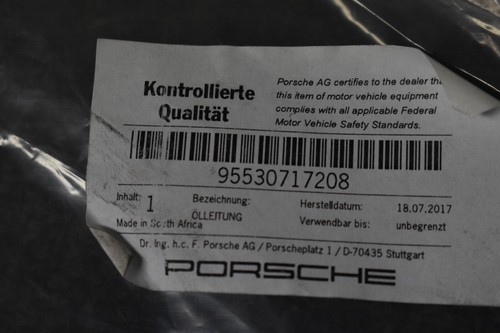 Kontrollierte
Qualität
Porsche AG certifies to the dealer
this item of motor vehicle equipment
complies with all applicable Federal
Motor Vehicle Safety Standards.
95530717208
Inhalt: 1 Bezeichnung: Herstelldatum: 18.07.2017
ÖLLEITUNG Verwendbar bis: unbegrenzt
Made in South Africa
Dr. Ing. h.c. F. Porsche AG / Porscheplatz 1 / D-70435 Stuttgart
PORSCHE